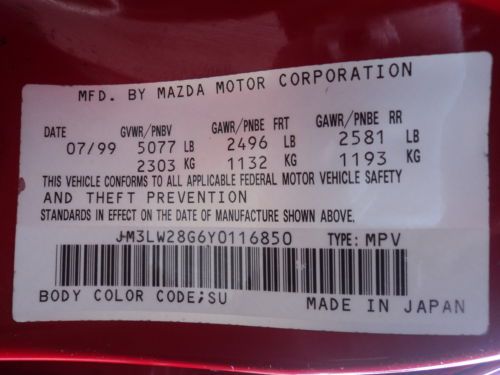 MFD. BY MAZDA MOTOR CORPORATION
DATE GVWR/PNBV GAWR/PNBE FRT GAWR/PNBE RR
07/99 5077 LB 2496 LB 2581 LB
2303 KG 1132 KG 1193 KG
THIS VEHICLE CONFORMS TO ALL APPLICABLE FEDERAL MOTOR VEHICLE SAFETY
AND THEFT PREVENTION
STANDARDS IN EFFECT ON THE DATE OF MANUFACTURE SHOWN ABOVE.
JM3LW28G6Y0116850 TYPE: MPV
BODY COLOR CODE;SU MADE IN JAPAN